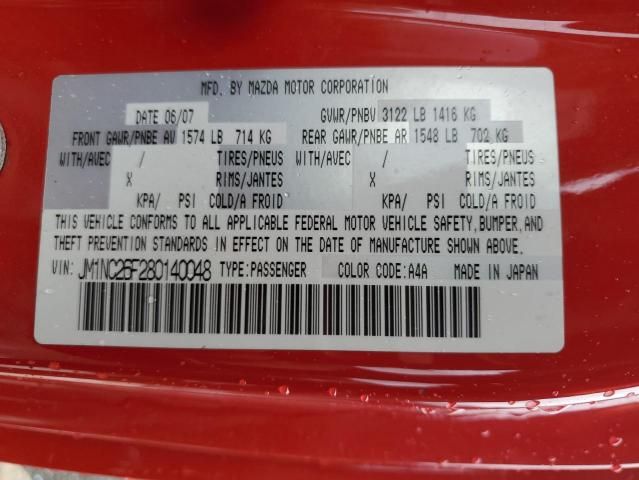 MFD. BY MAZDA MOTOR CORPORATION
DATE 06/07 GVWR/PNBV 3122 LB 1416 KG
FRONT GAWR/PNBE AV 1574 LB 714 KG REAR GAWR/PNBE AR 1548 LB 702 KG
WITH/AVEC / TIRES/PNEUS WITH/AVEC / TIRES/PNEUS
X RIMS/JANTES X RIMS/JANTES
KPA/ PSI COLD/A FROID KPA/ PSI COLD/A FROID
THIS VEHICLE CONFORMS TO ALL APPLICABLE FEDERAL MOTOR VEHICLE SAFETY, BUMPER, AND
THEFT PREVENTION STANDARDS IN EFFECT ON THE DATE OF MANUFACTURE SHOWN ABOVE.
VIN: JM1NC25F280140048 TYPE:PASSENGER COLOR CODE: A4A MADE IN JAPAN